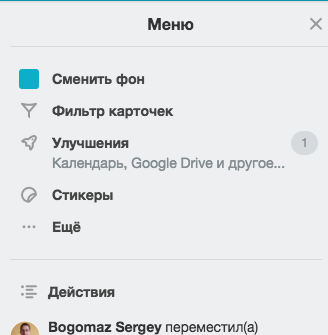 Меню
Сменить фон
Фильтр карточек
Улучшения 1
Календарь, Google Drive и другое...
Стикеры
Ещё
Действия
Bogomaz Sergey переместил(а)